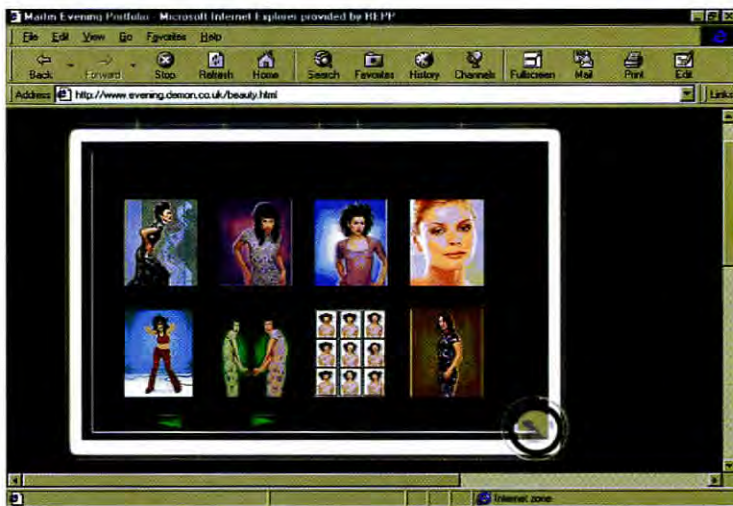 Martin Evening Portfolio - Microsoft Internet Explorer provided by REPP
File Edit View Go Favorites Help
Back Forward Stop Refresh Home Search Favorites History Channels Fullscreen Mail Print Edit
Address http://www.evening.demon.co.uk/beauty.html Links
Internet zone